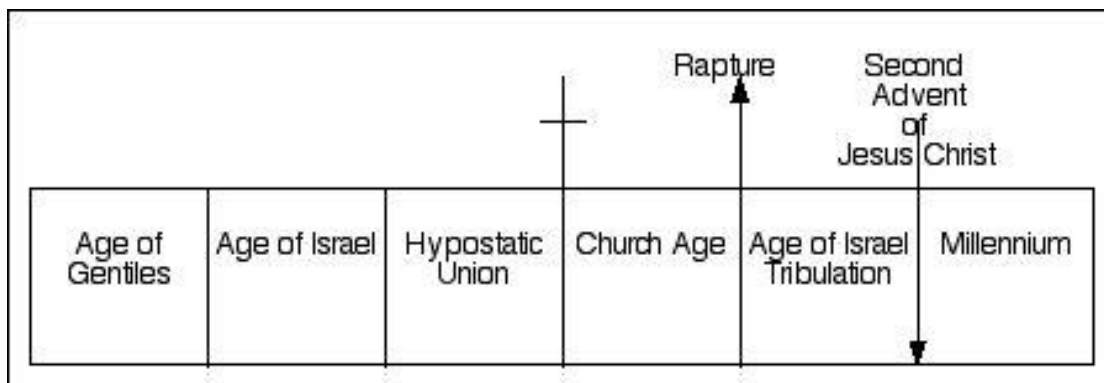 Rapture
Second
Advent
of
Jesus Christ
Age of
Gentiles
Age of Israel
Hypostatic
Union
Church Age
Age of Israel
Tribulation
Millennium